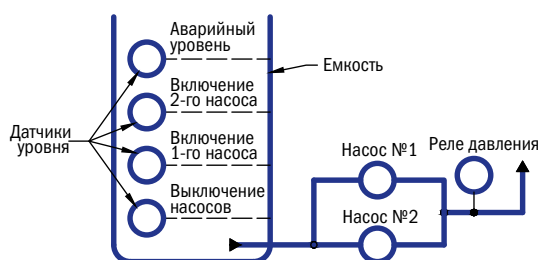 Аварийный
уровень
Емкость
Включение
2-го насоса
Датчики
уровня
Включение
1-го насоса
Выключение
насосов
Насос №1
Реле давления
Насос №2